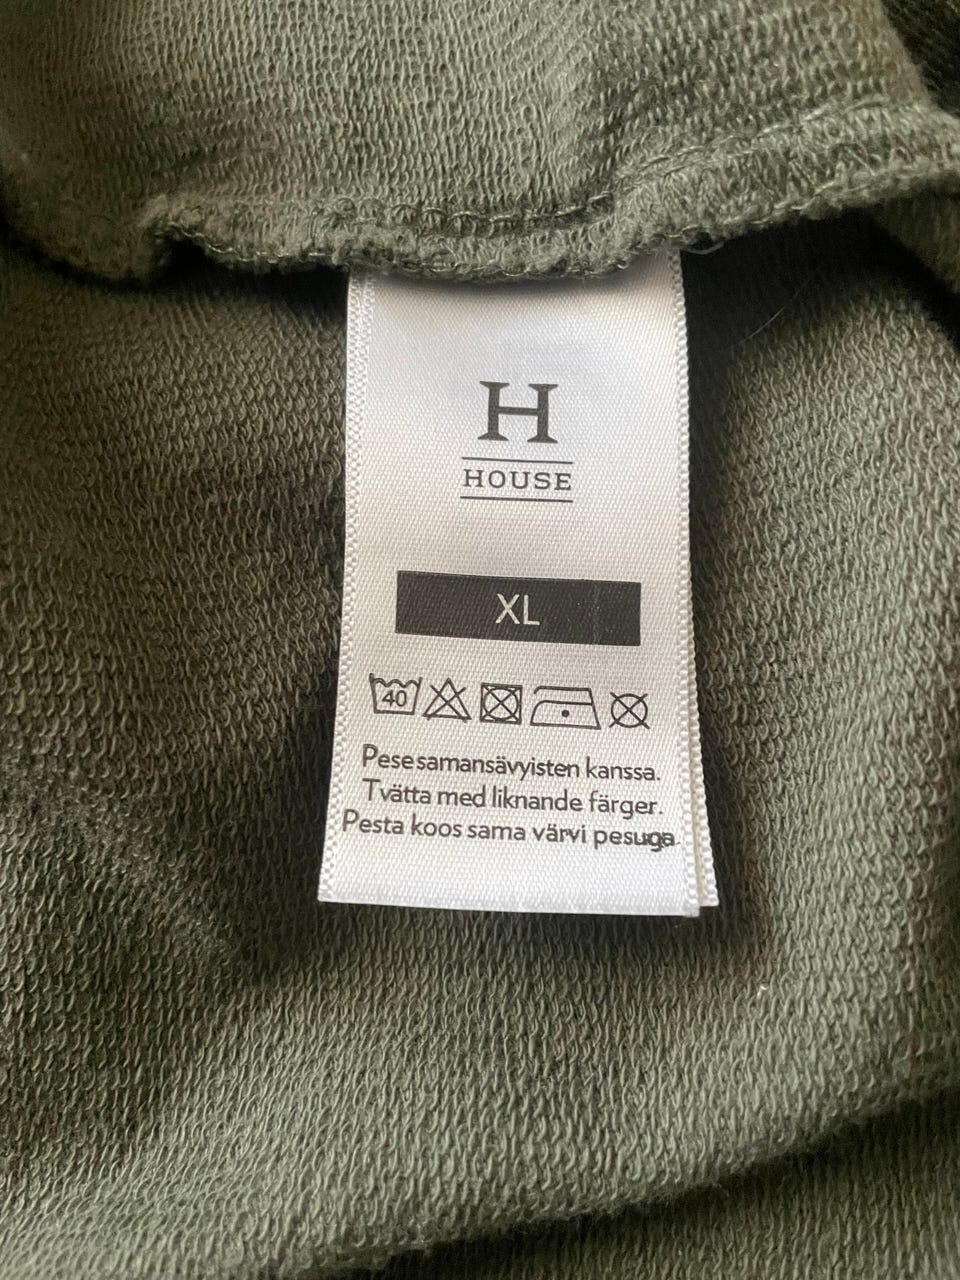 H
HOUSE
XL
40
Pese samansävyisten kanssa.
Tvätta med liknande färger.
Pesta koos sama värvi pesuga.